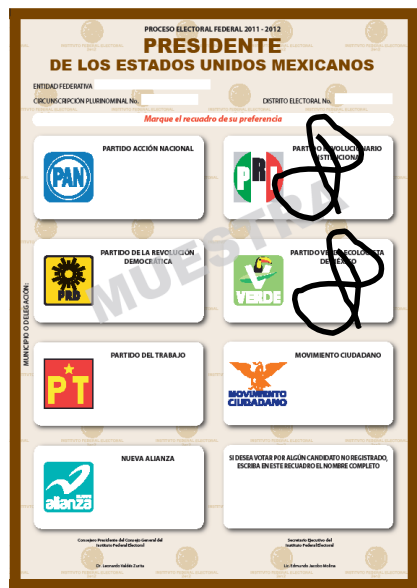 PROCESO ELECTORAL FEDERAL 2011 - 2012
PRESIDENTE
DE LOS ESTADOS UNIDOS MEXICANOS
ENTIDAD FEDERATIVA
CIRCUNSCRIPCIÓN PLURINOMINAL No.
DISTRITO ELECTORAL No.
Marque el recuadro de su preferencia
MUNICIPIO O DELEGACIÓN:
PAN
PARTIDO ACCIÓN NACIONAL
PRI
PARTIDO REVOLUCIONARIO
INSTITUCIONAL
PRD
PARTIDO DE LA REVOLUCIÓN
DEMOCRÁTICA
VERDE
PARTIDO VERDE ECOLOGISTA
DE MÉXICO
MUESTRA
PT
PARTIDO DEL TRABAJO
MOVIMIENTO
CIUDADANO
MOVIMIENTO CIUDADANO
alianza
NUEVA ALIANZA
SI DESEA VOTAR POR ALGÚN CANDIDATO NO REGISTRADO,
ESCRIBA EN ESTE RECUADRO EL NOMBRE COMPLETO
Consejero Presidente del Consejo General del
Instituto Federal Electoral
Dr. Leonardo Valdés Zurita
Secretario Ejecutivo del
Instituto Federal Electoral
Lic. Edmundo Jacobo Molina